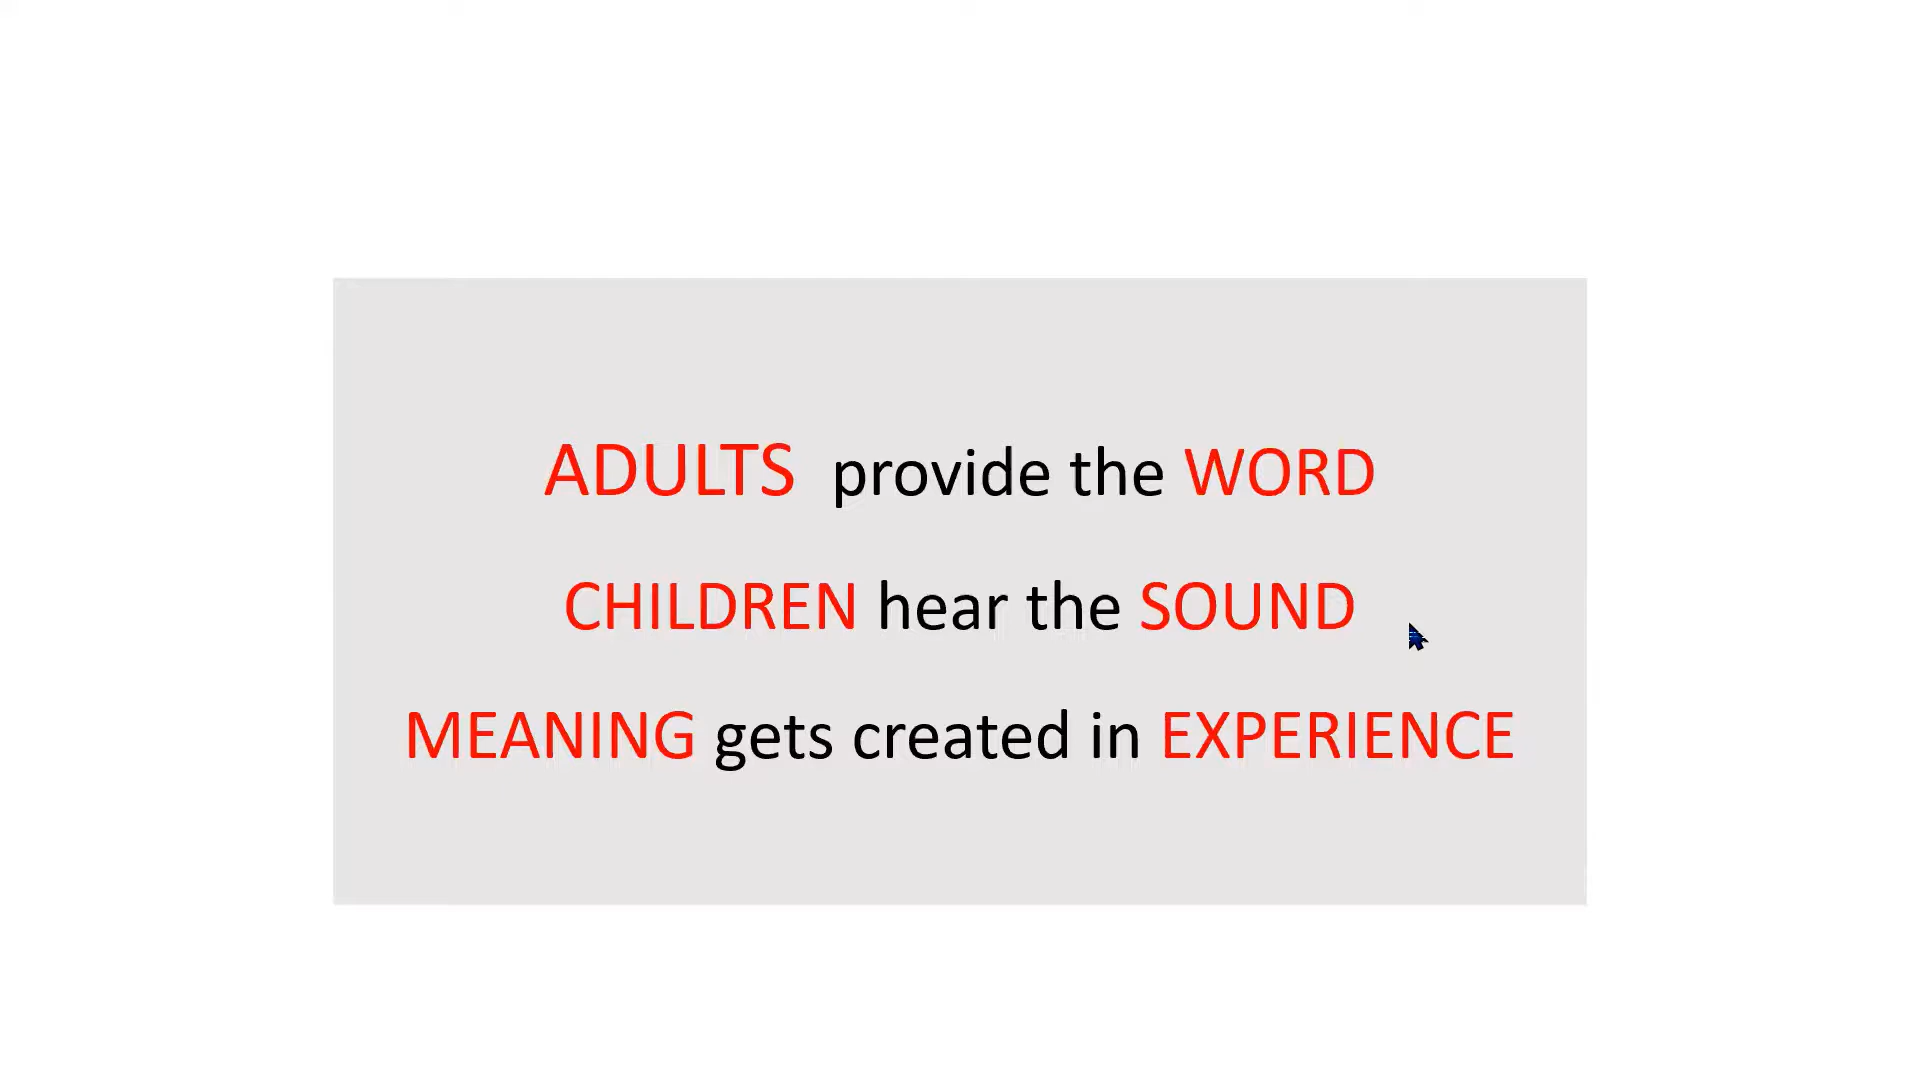 ADULTS provide the WORD
CHILDREN hear the SOUND
MEANING gets created in EXPERIENCE